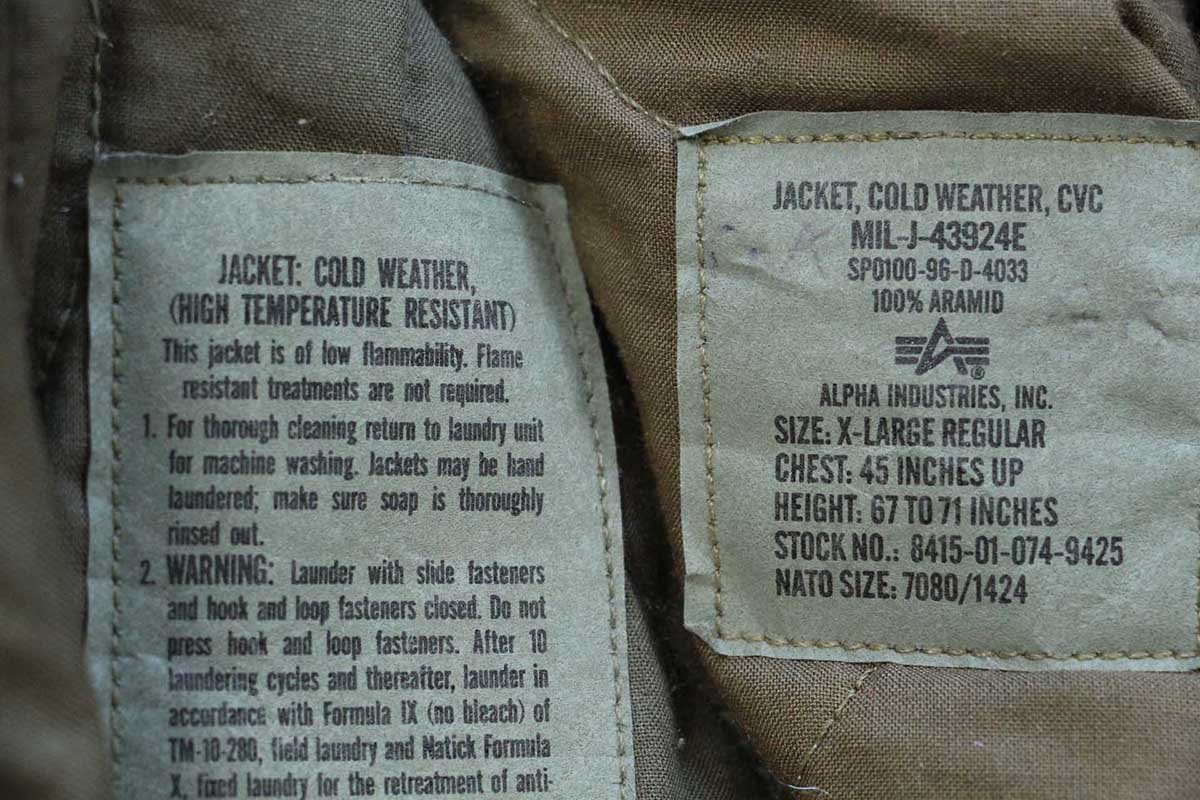 JACKET: COLD WEATHER,
(HIGH TEMPERATURE RESISTANT)
This jacket is of low flammability. Flame
resistant treatments are not required.
1. For thorough cleaning return to laundry unit
for machine washing. Jackets may be hand
laundered; make sure soap is thoroughly
rinsed out.
2. WARNING: Launder with slide fasteners
and hook and loop fasteners closed. Do not
press hook and loop fasteners. After 10
laundering cycles and thereafter, launder in
accordance with Formula IX (no bleach) of
TM-10-280, field laundry and Natick Formula
X, fixed laundry for the retreatment of anti-
JACKET, COLD WEATHER, CVC
MIL-J-43924E
SPO100-96-D-4033
100% ARAMID
®
ALPHA INDUSTRIES, INC.
SIZE: X-LARGE REGULAR
CHEST: 45 INCHES UP
HEIGHT: 67 TO 71 INCHES
STOCK NO.: 8415-01-074-9425
NATO SIZE: 7080/1424